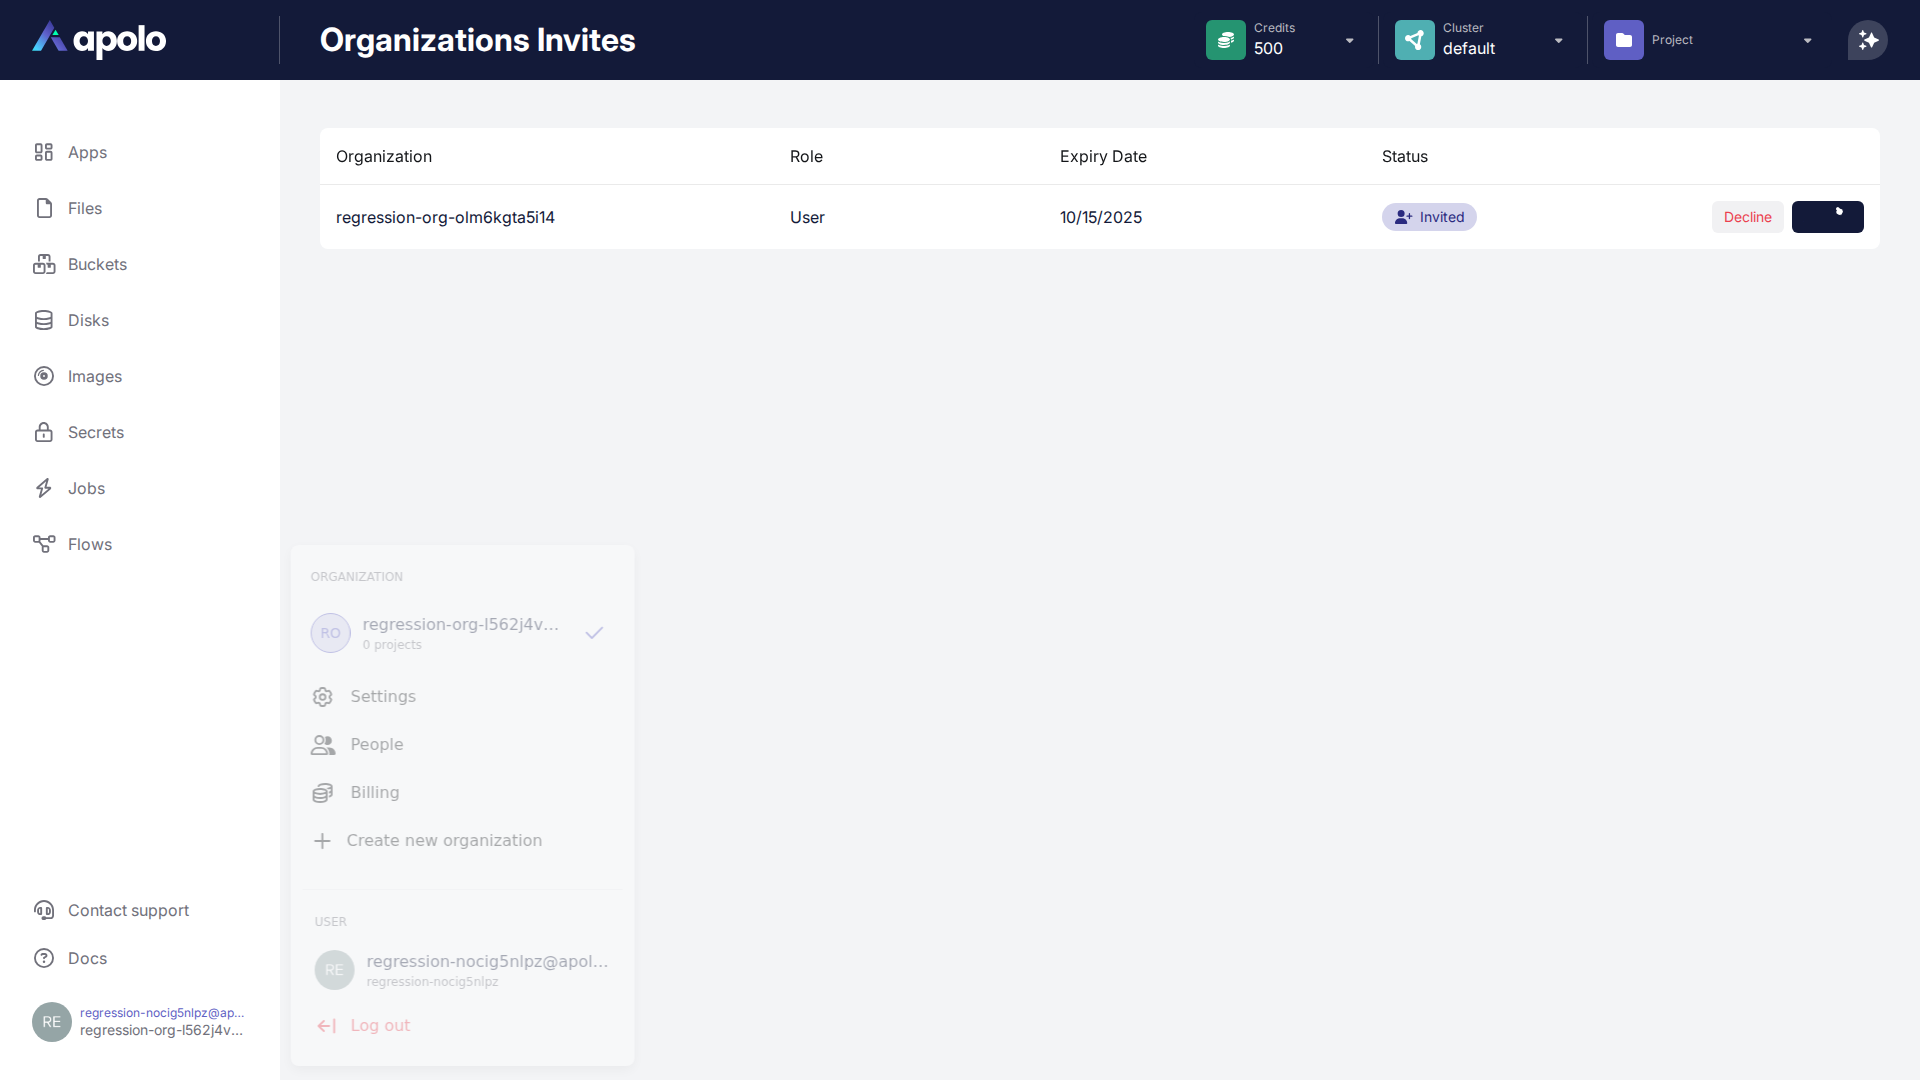 apolo
Organizations Invites
Credits
500
Cluster
default
Project
Apps
Files
Buckets
Disks
Images
Secrets
Jobs
Flows
Contact support
Docs
RE
regression-nocig5nlpz@ap...
regression-org-l562j4v...
Organization Role Expiry Date Status
regression-org-olm6kgta5i14 User 10/15/2025 Invited Decline
ORGANIZATION
RO
regression-org-l562j4v...
0 projects
Settings
People
Billing
Create new organization
USER
RE
regression-nocig5nlpz@apol...
regression-nocig5nlpz
Log out